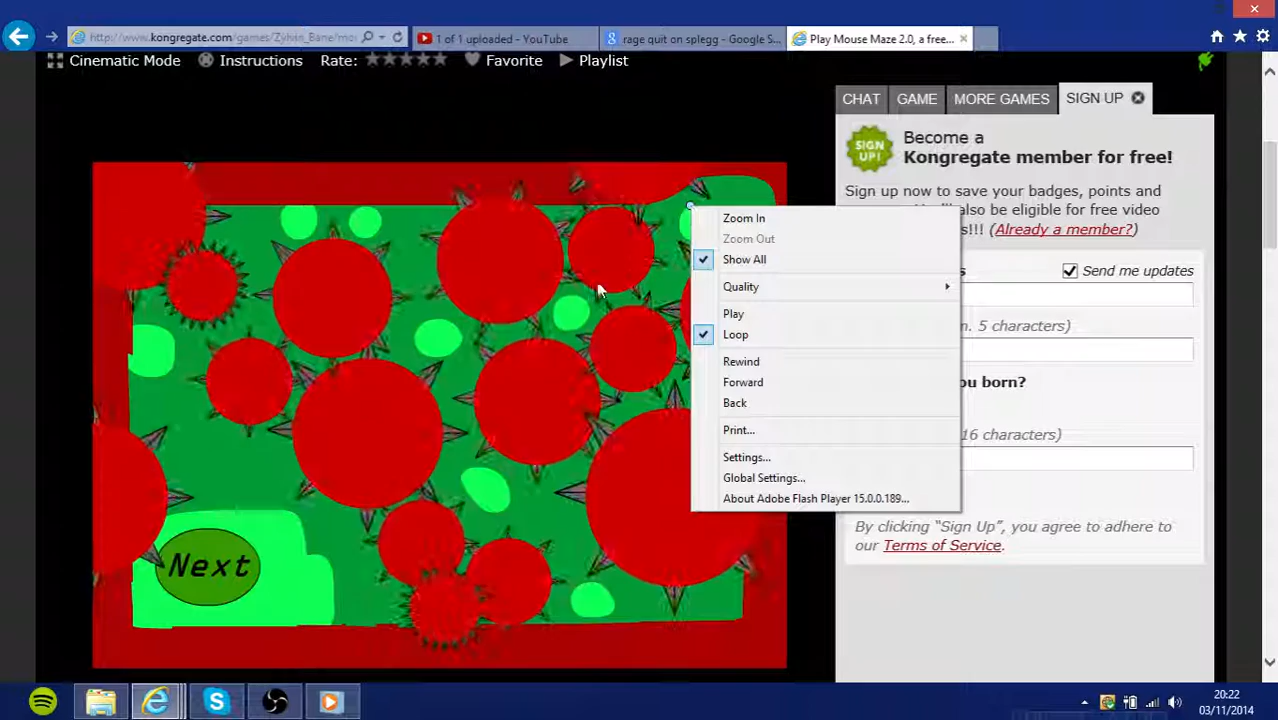 http://www.kongregate.com/games/Zyhin_Bane/mo
1 of 1 uploaded - YouTube
rage quit on splegg - Google S...
Play Mouse Maze 2.0, a free...
Cinematic Mode
Instructions
Rate:
Favorite
Playlist
CHAT
GAME
MORE GAMES
SIGN UP
SIGN UP!
Become a
Kongregate member for free!
Sign up now to save your badges, points and
also be eligible for free video
s!!! (Already a member?)
s
Send me updates
n. 5 characters)
ou born?
16 characters)
By clicking “Sign Up”, you agree to adhere to
our Terms of Service.
Zoom In
Zoom Out
Show All
Quality
Play
Loop
Rewind
Forward
Back
Print...
Settings...
Global Settings...
About Adobe Flash Player 15.0.0.189...
Next
20:22
03/11/2014